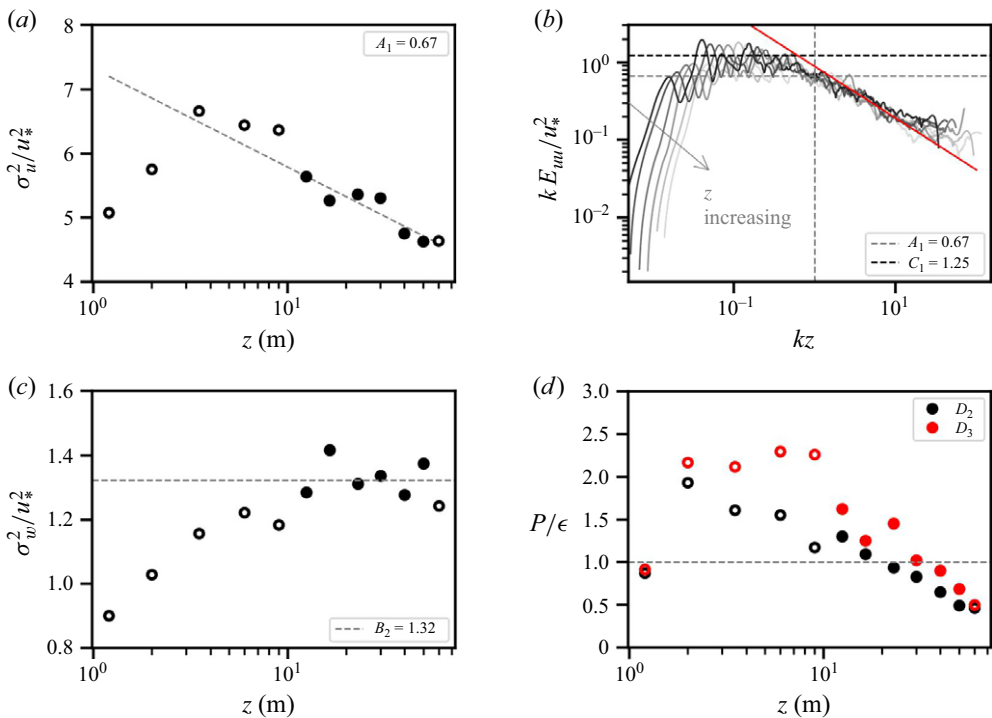 (a)
A₁ = 0.67
8
7
6
5
4
σ²ᵤ/u²*
10⁰
10¹
z (m)
(b)
10⁰
10⁻¹
10⁻²
k Eᵤᵤ/u²*
z
increasing
A₁ = 0.67
C₁ = 1.25
10⁻¹
10¹
kz
(c)
1.6
1.4
1.2
1.0
0.8
σ²w/u²*
B₂ = 1.32
10⁰
10¹
z (m)
(d)
3.0
2.5
2.0
1.5
1.0
0.5
0
P/ϵ
D₂
D₃
10⁰
10¹
z (m)